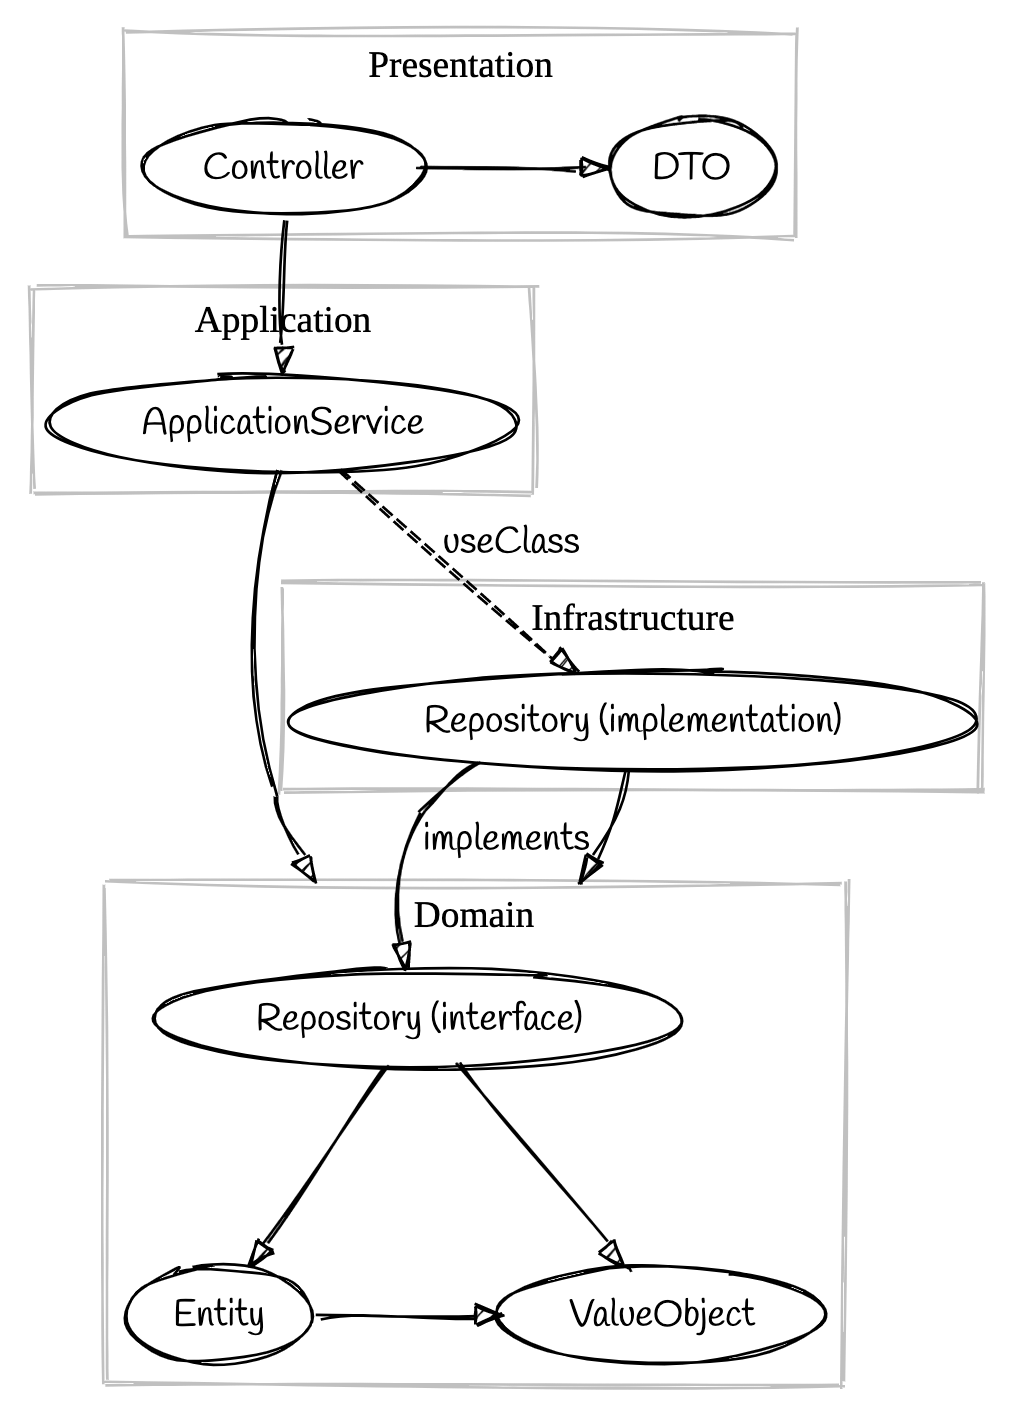 Presentation
Controller
DTO
Application
ApplicationService
useClass
Infrastructure
Repository (implementation)
implements
Domain
Repository (interface)
Entity
ValueObject